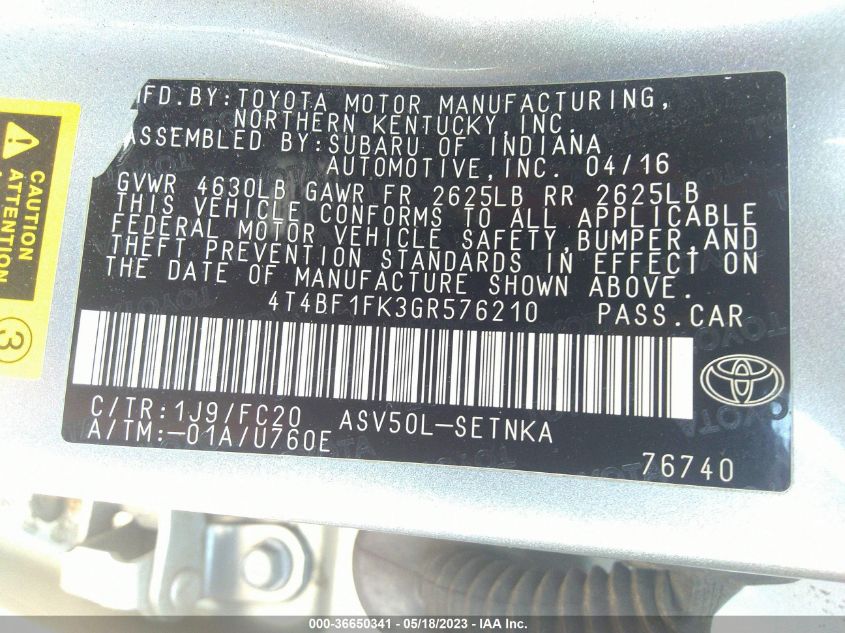 MFD.BY:TOYOTA MOTOR MANUFACTURING,
NORTHERN KENTUCKY,INC.
ASSEMBLED BY:SUBARU OF INDIANA
AUTOMOTIVE,INC. 04/16
GVWR 4630LB GAWR FR 2625LB RR 2625LB
THIS VEHICLE CONFORMS TO ALL APPLICABLE
FEDERAL MOTOR VEHICLE SAFETY,BUMPER,AND
THEFT PREVENTION STANDARDS IN EFFECT ON
THE DATE OF MANUFACTURE SHOWN ABOVE.
4T4BF1FK3GR576210 PASS.CAR
C/TR:1J9/FC20 ASV50L-SETNKA
A/TM:-01A/U760E
76740
CAUTION
ATTENTION
3
000-36650341 - 05/18/2023 - IAA Inc.